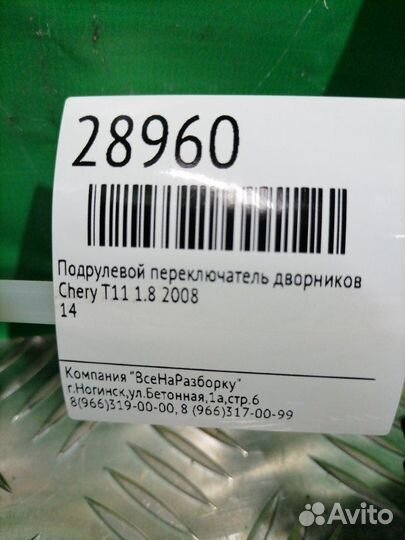 28960
Подрулевой переключатель дворников
Chery T11 1.8 2008
14
Компания "ВсеНаРазборку"
г.Ногинск,ул.Бетонная,1а,стр.6
8(966)319-00-00, 8 (966)317-00-99
Avito